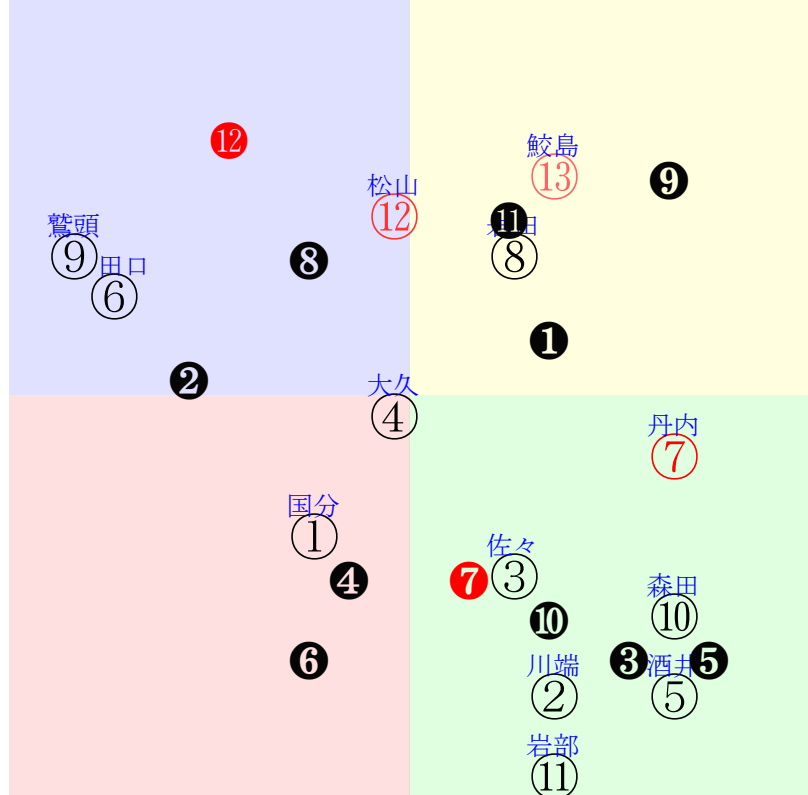 ⓬
鮫島
⑬
❾
松山
⑫
鷲頭
⑨
⓫
田
⑧
田口
⑥
❽
❶
❷
大久
④
丹内
⑦
国分
①
佐々
③
❹
❼
森田
⑩
❿
❻
川端
②
❸
酒井
⑤
❺
岩部
⑪